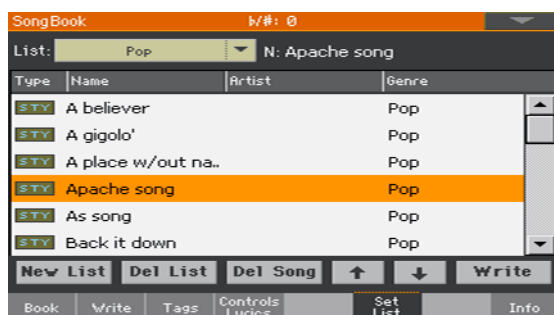 SongBook ♭/#: 0
List: Pop N: Apache song
Type Name Artist Genre
STY A believer Pop
STY A gigolo' Pop
STY A place w/out na.. Pop
STY Apache song Pop
STY As song Pop
STY Back it down Pop
New List Del List Del Song Write
Book Write Tags Controls Lyrics Set List Info